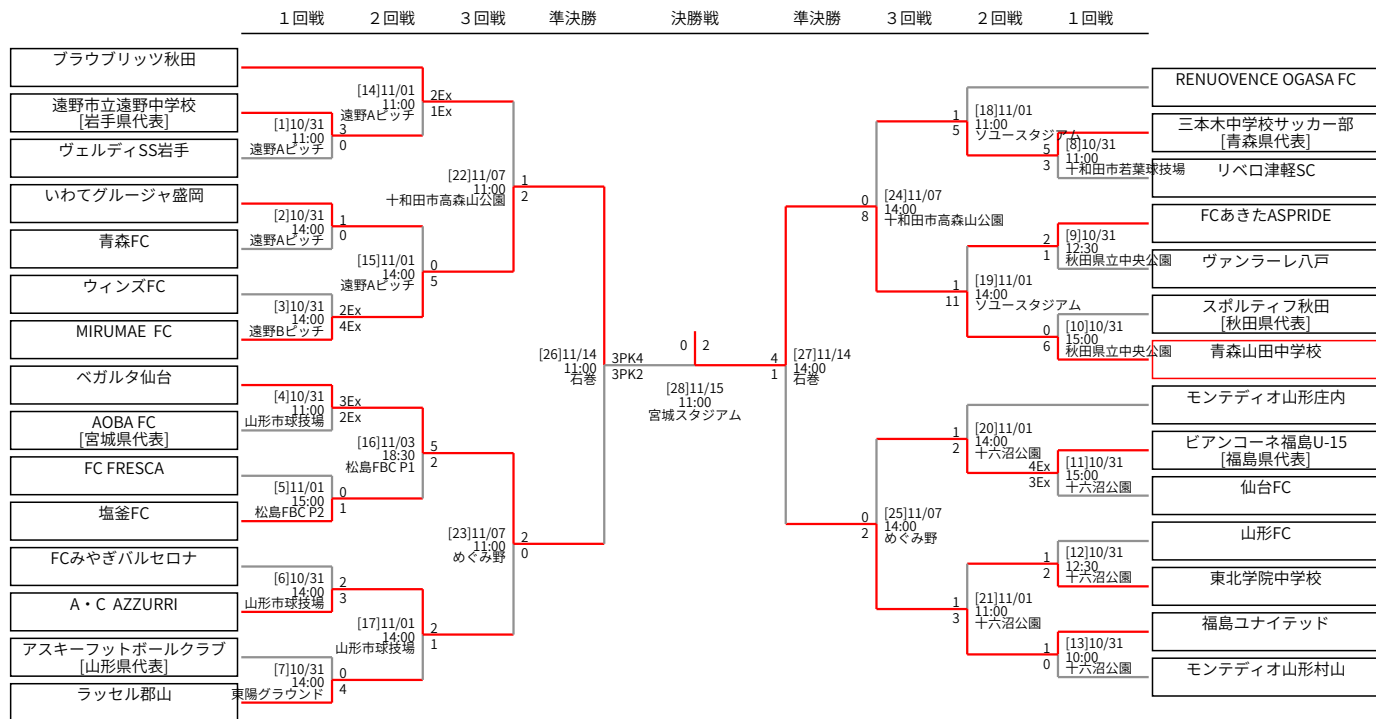 １回戦
２回戦
３回戦
準決勝
決勝戦
準決勝
３回戦
２回戦
１回戦
ブラウブリッツ秋田
遠野市立遠野中学校
[岩手県代表]
ヴェルディSS岩手
いわてグルージャ盛岡
青森FC
ウィンズFC
MIRUMAE FC
ベガルタ仙台
AOBA FC
[宮城県代表]
FC FRESCA
塩釜FC
FCみやぎバルセロナ
A・C AZZURRI
アスキーフットボールクラブ
[山形県代表]
ラッセル郡山
[1]10/31
11:00
遠野Aピッチ
3
0
[2]10/31
14:00
遠野Aピッチ
1
0
[3]10/31
14:00
遠野Bピッチ
2Ex
4Ex
[4]10/31
11:00
山形市球技場
3Ex
2Ex
[5]11/01
15:00
松島FBC P2
0
1
[6]10/31
14:00
山形市球技場
2
3
[7]10/31
14:00
東陽グラウンド
0
4
[14]11/01
11:00
遠野Aピッチ
2Ex
1Ex
[15]11/01
14:00
遠野Aピッチ
0
5
[16]11/03
18:30
松島FBC P1
5
2
[17]11/01
14:00
山形市球技場
2
1
[22]11/07
11:00
十和田市高森山公園
1
2
[23]11/07
11:00
めぐみ野
2
0
[26]11/14
11:00
石巻
3PK4
3PK2
0
2
[28]11/15
11:00
宮城スタジアム
4
1
[27]11/14
14:00
石巻
0
8
[24]11/07
14:00
十和田市高森山公園
0
2
[25]11/07
14:00
めぐみ野
1
5
[18]11/01
11:00
ソユースタジアム
1
11
[19]11/01
14:00
ソユースタジアム
1
2
[20]11/01
14:00
十六沼公園
1
3
[21]11/01
11:00
十六沼公園
5
3
[8]10/31
11:00
十和田市若葉球技場
2
1
[9]10/31
12:30
秋田県立中央公園
0
6
[10]10/31
15:00
秋田県立中央公園
4Ex
3Ex
[11]10/31
15:00
十六沼公園
1
2
[12]10/31
12:30
十六沼公園
1
0
[13]10/31
10:00
十六沼公園
RENUOVENCE OGASA FC
三本木中学校サッカー部
[青森県代表]
リベロ津軽SC
FCあきたASPRIDE
ヴァンラーレ八戸
スポルティフ秋田
[秋田県代表]
青森山田中学校
モンテディオ山形庄内
ビアンコーネ福島U-15
[福島県代表]
仙台FC
山形FC
東北学院中学校
福島ユナイテッド
モンテディオ山形村山